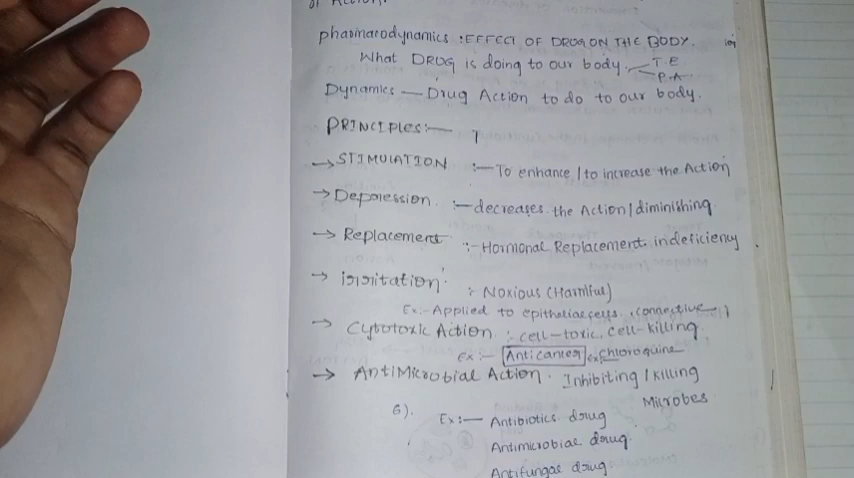 of Action.
pharmacodynamics :EFFECT OF DRUG ON THE BODY.
What DRUG is doing to our body. T.E
P.A
Dynamics — Drug Action to do to our body.
PRINCIPles:—
→ STIMULATION :— To enhance / to increase the Action
→ Depression. :— decreases the Action / diminishing
→ Replacement :- Hormonal Replacement indeficiency.
→ irritation. :- Noxious (Harmful)
Ex:- Applied to epithelial cells, (connective—)
→ Cytotoxic Action :- cell-toxic, cell-killing
Ex:— Anticancer ex Chloroquine
→ AntiMicrobial Action. Inhibiting / killing
Microbes
6). Ex:— Antibiotics drug
Antimicrobial drug.
Antifungal drug.